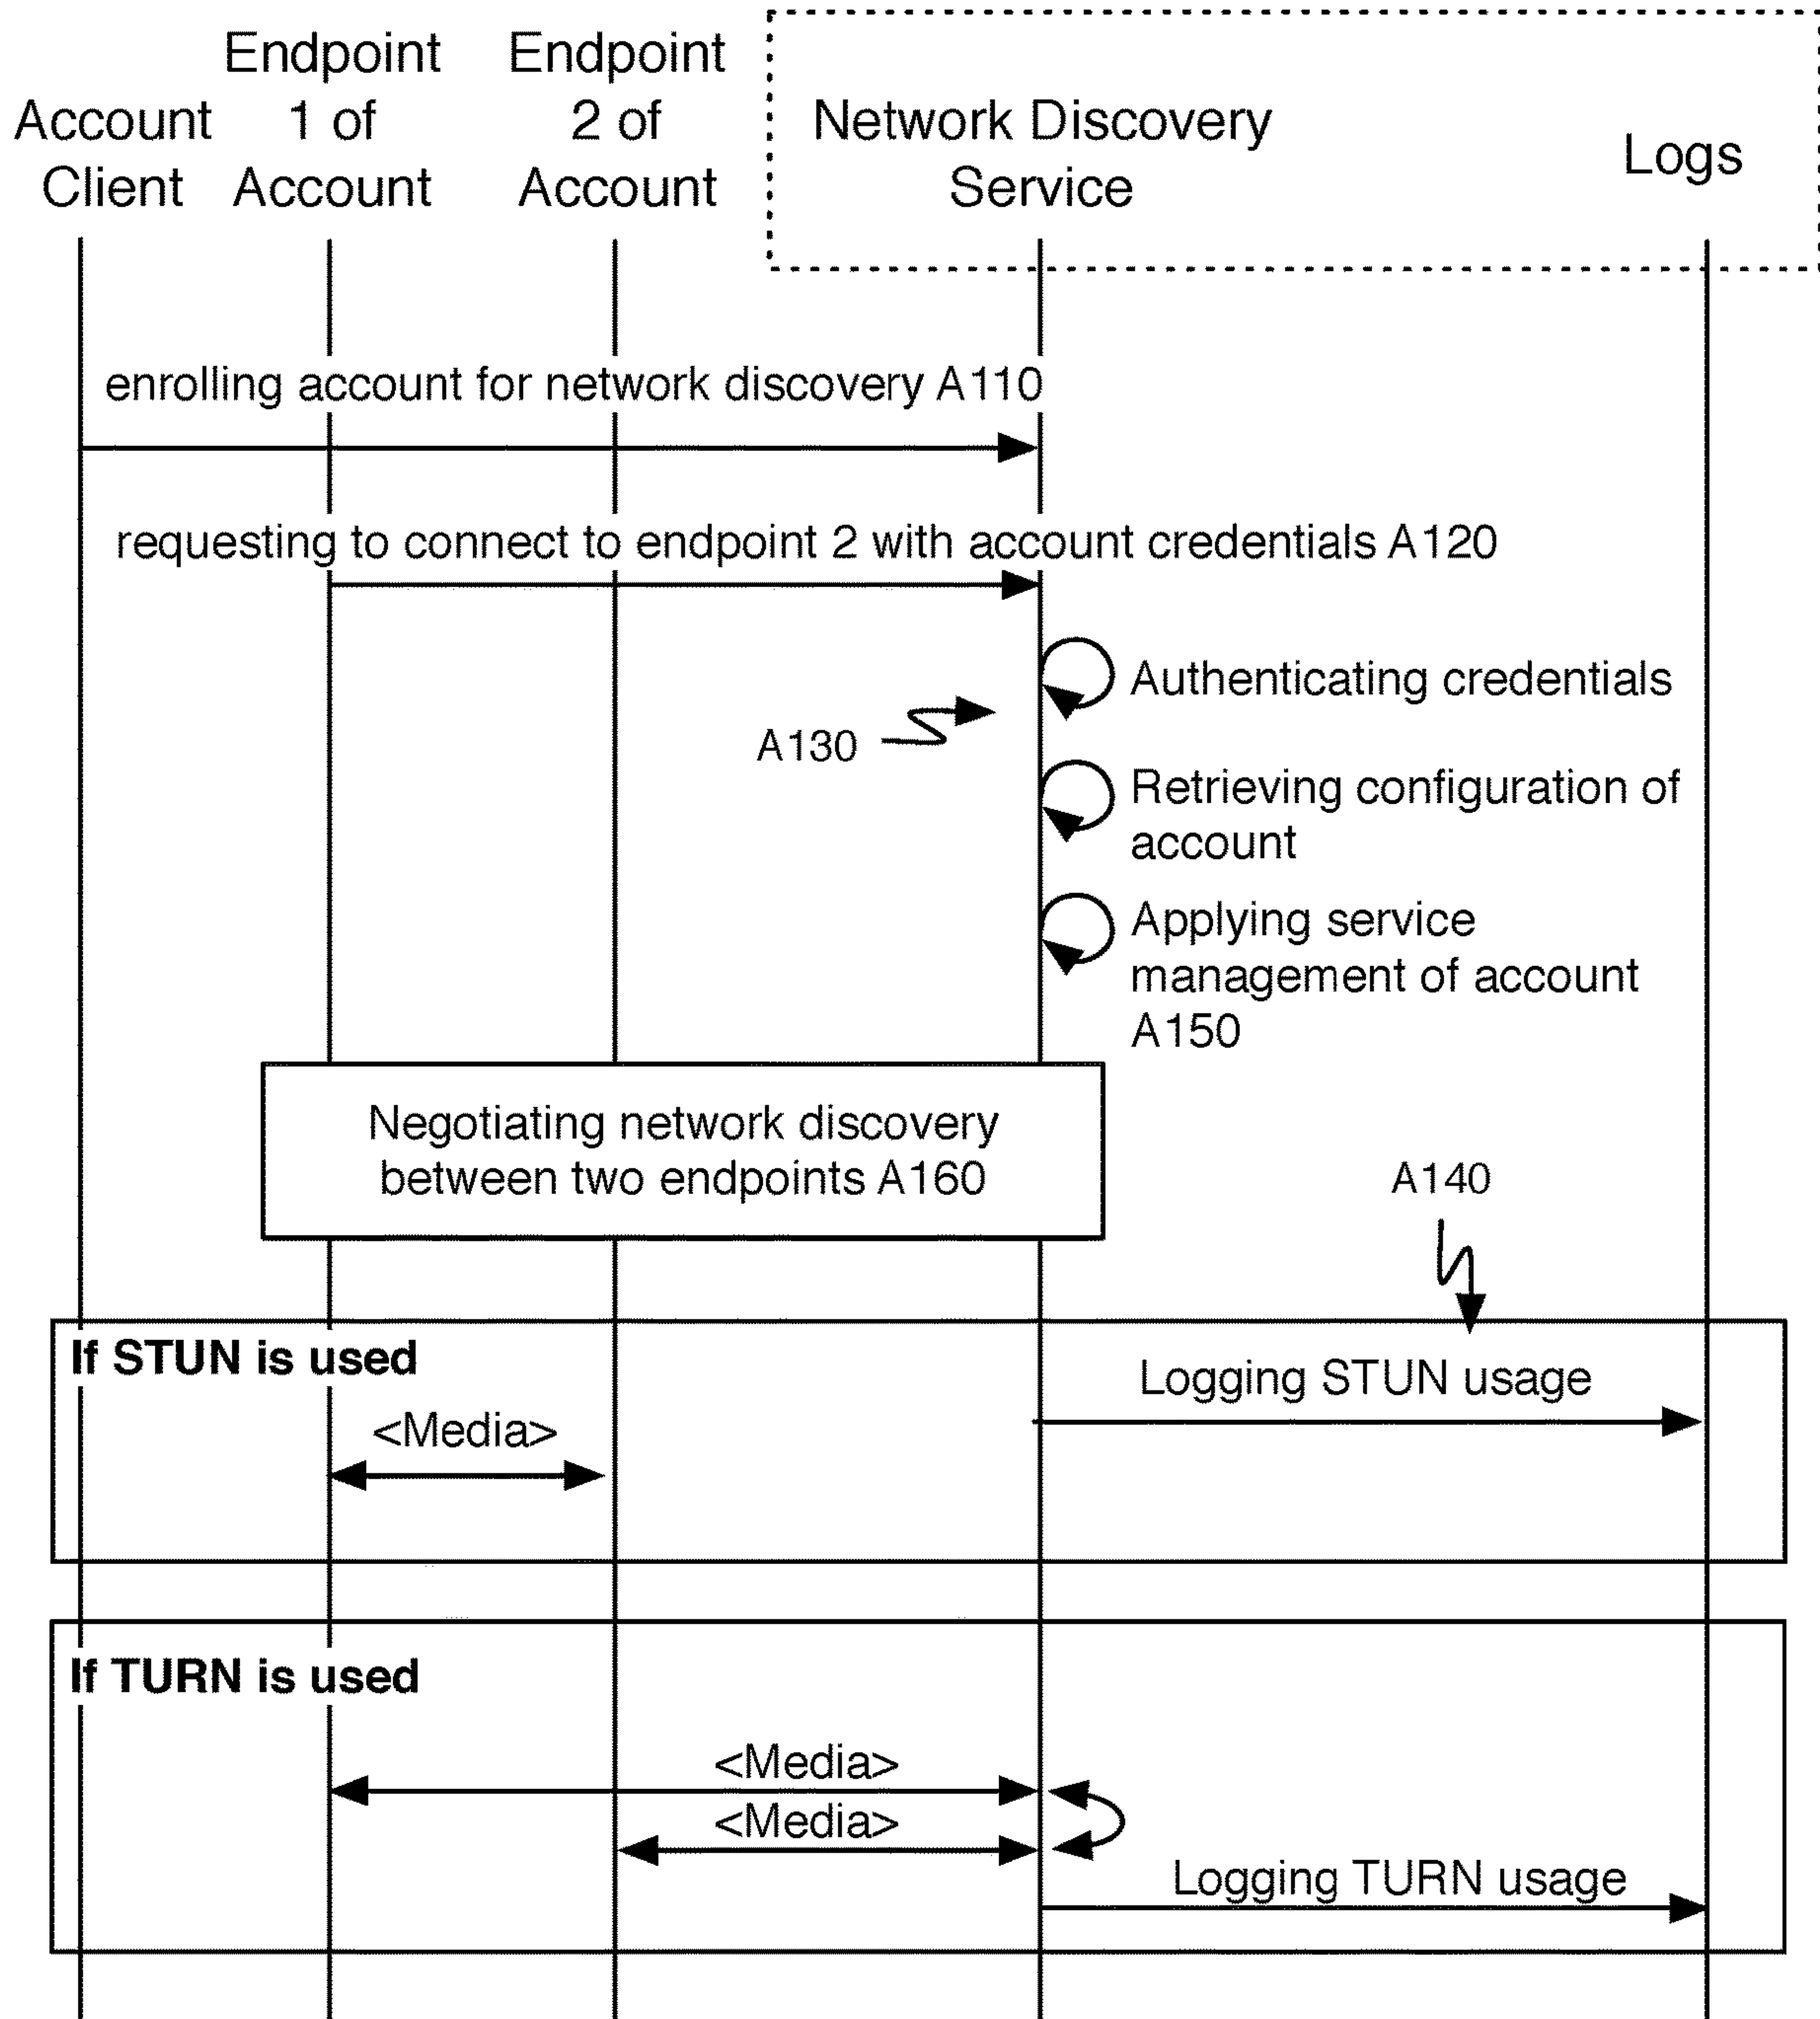 Account
Client
Endpoint
1 of
Account
Endpoint
2 of
Account
Network Discovery
Service
Logs
enrolling account for network discovery A110
requesting to connect to endpoint 2 with account credentials A120
Authenticating credentials
A130
Retrieving configuration of
account
Applying service
management of account
A150
Negotiating network discovery
between two endpoints A160
A140
If STUN is used
Logging STUN usage
<Media>
If TURN is used
<Media>
<Media>
Logging TURN usage